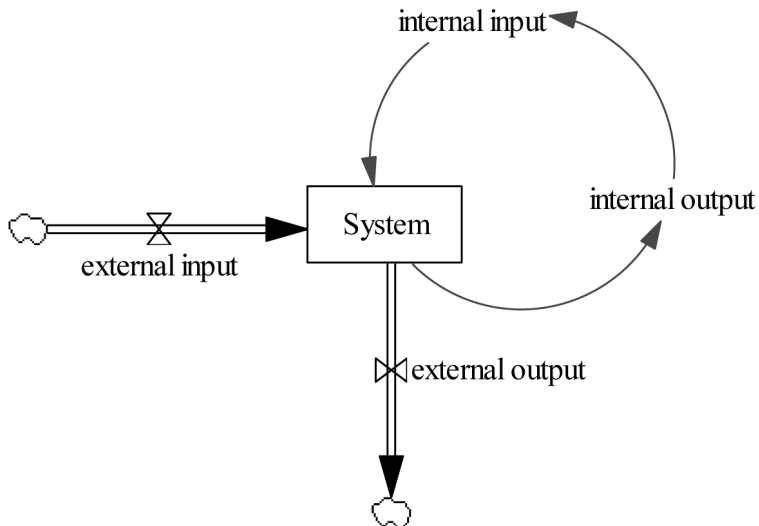 internal input
internal output
System
external input
external output